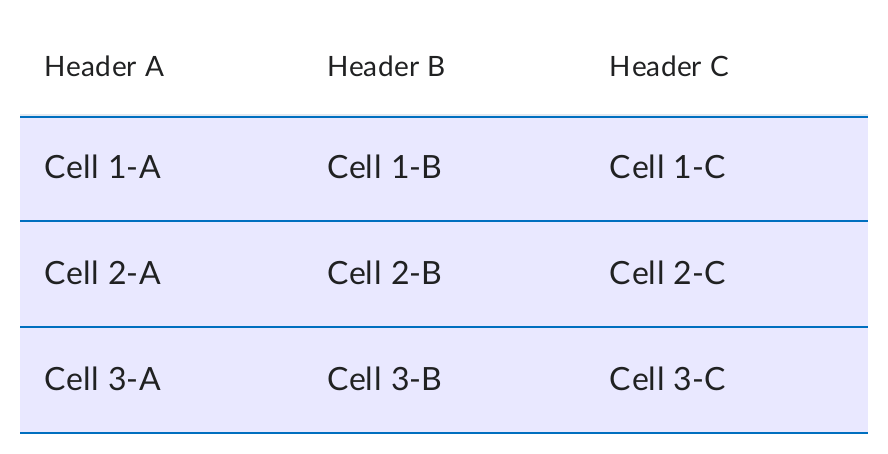 Header A Header B Header C
Cell 1-A Cell 1-B Cell 1-C
Cell 2-A Cell 2-B Cell 2-C
Cell 3-A Cell 3-B Cell 3-C